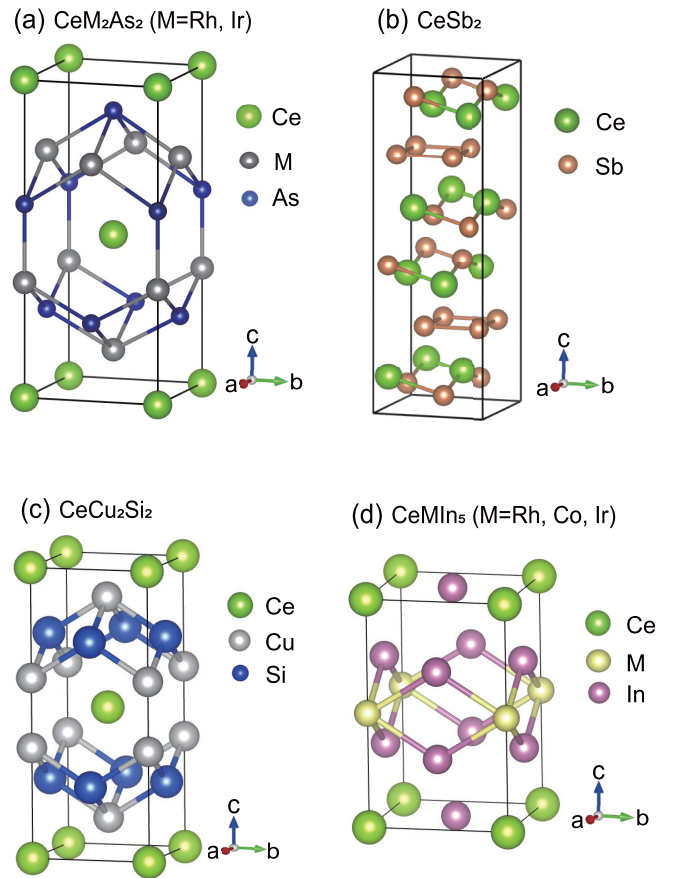 (a) CeM₂As₂ (M=Rh, Ir)
Ce
M
As
c
a
b
(b) CeSb₂
Ce
Sb
c
a
b
(c) CeCu₂Si₂
Ce
Cu
Si
c
a
b
(d) CeMIn₅ (M=Rh, Co, Ir)
Ce
M
In
c
a
b